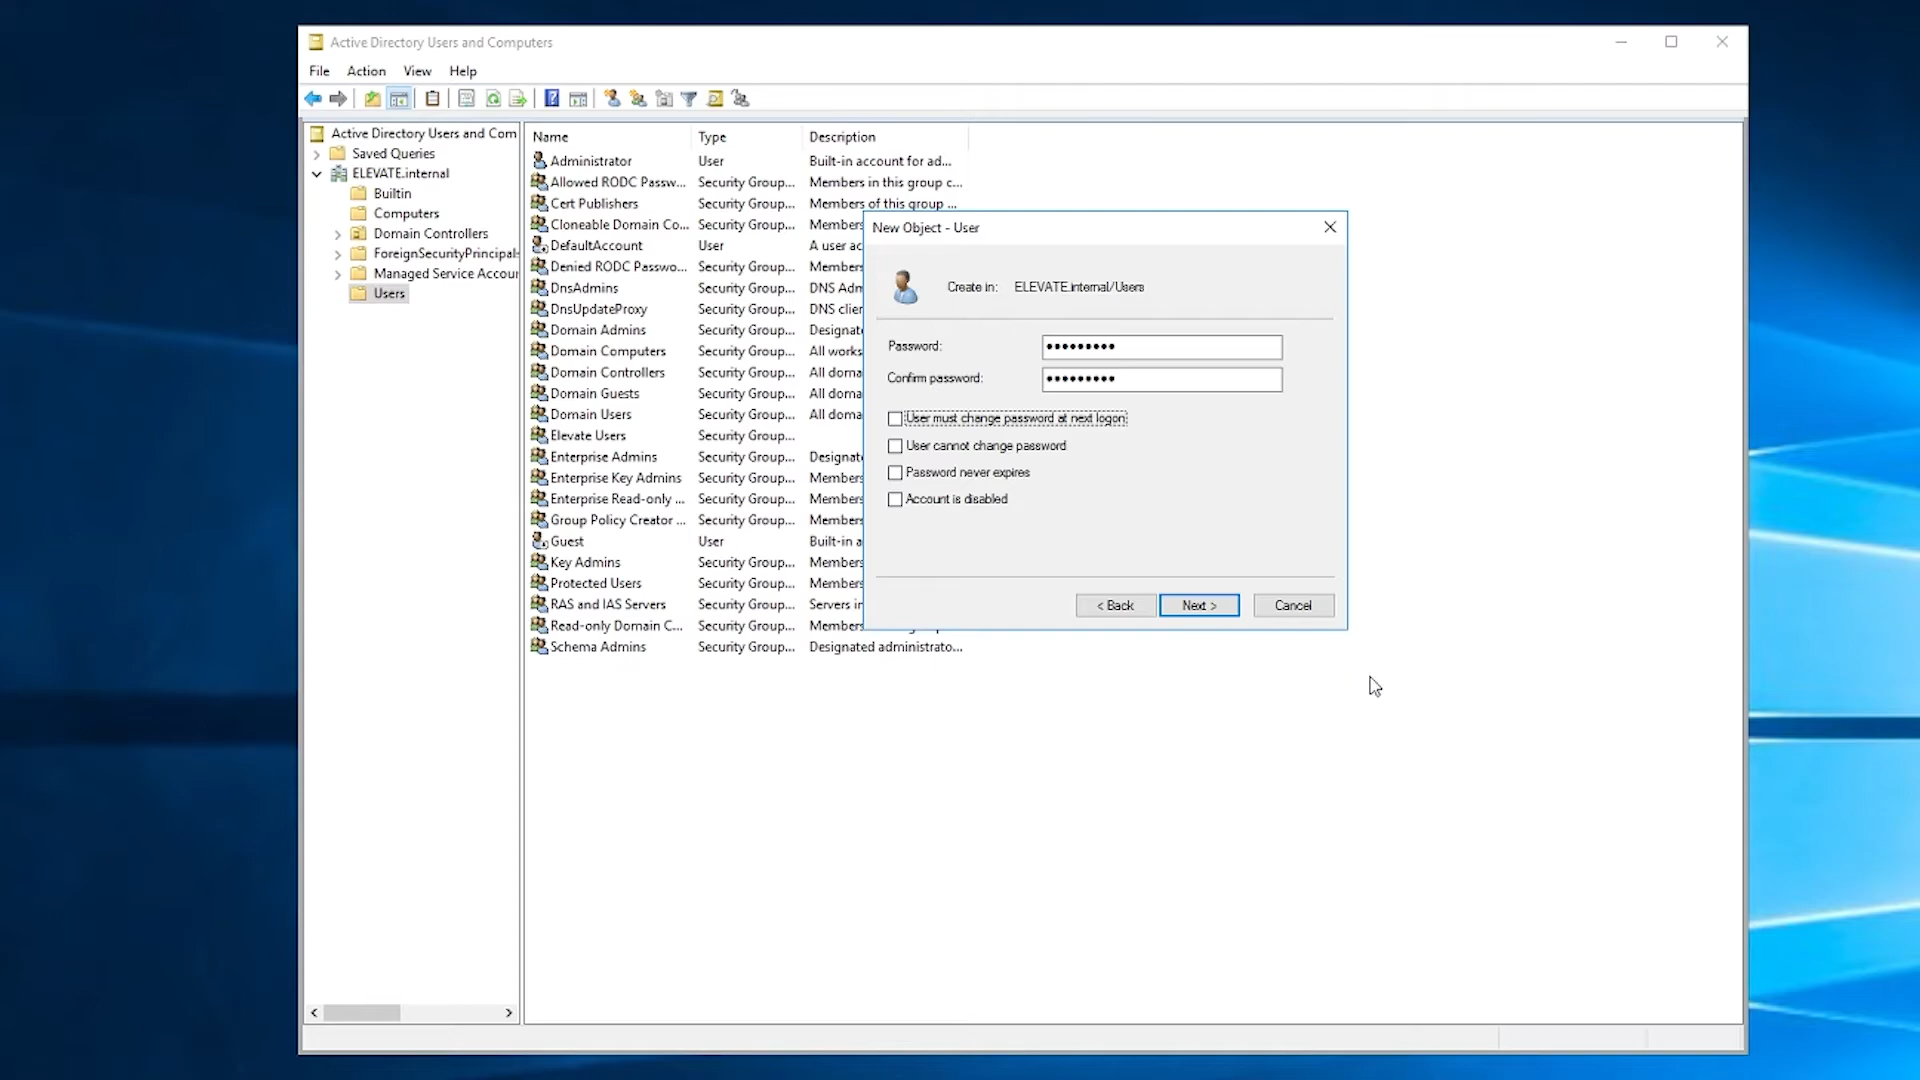 Active Directory Users and Computers
File Action View Help
Active Directory Users and Com
Saved Queries
ELEVATE.internal
Builtin
Computers
Domain Controllers
ForeignSecurityPrincipals
Managed Service Accour
Users
Name Type Description
Administrator User Built-in account for ad...
Allowed RODC Passw... Security Group... Members in this group c...
Cert Publishers Security Group... Members of this group ...
Cloneable Domain Co... Security Group... Members
DefaultAccount User A user ac
Denied RODC Passwo... Security Group... Members
DnsAdmins Security Group... DNS Adm
DnsUpdateProxy Security Group... DNS clier
Domain Admins Security Group... Designate
Domain Computers Security Group... All works
Domain Controllers Security Group... All doma
Domain Guests Security Group... All doma
Domain Users Security Group... All doma
Elevate Users Security Group...
Enterprise Admins Security Group... Designate
Enterprise Key Admins Security Group... Members
Enterprise Read-only ... Security Group... Members
Group Policy Creator ... Security Group... Members
Guest User Built-in a
Key Admins Security Group... Members
Protected Users Security Group... Members
RAS and IAS Servers Security Group... Servers in
Read-only Domain C... Security Group... Members
Schema Admins Security Group... Designated administrato...
New Object - User
Create in: ELEVATE.internal/Users
Password: •••••••••
Confirm password: •••••••••
User must change password at next logon
User cannot change password
Password never expires
Account is disabled
< Back Next > Cancel